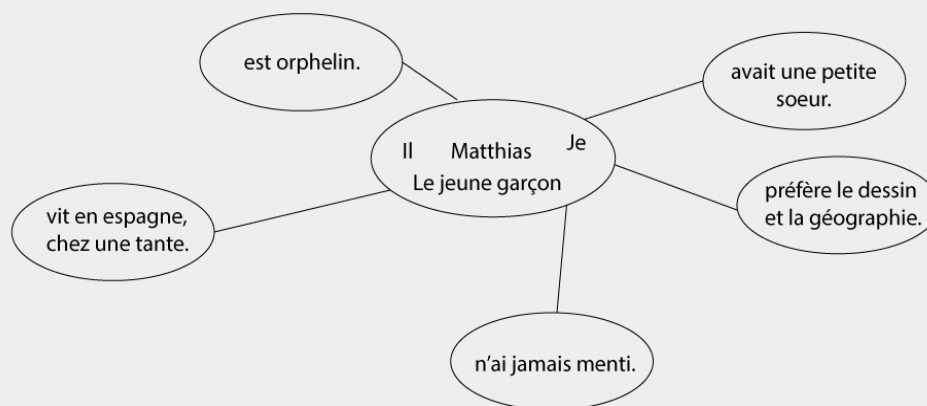 est orphelin.
avait une petite
soeur.
Il Matthias Je
Le jeune garçon
préfère le dessin
et la géographie.
vit en espagne,
chez une tante.
n'ai jamais menti.